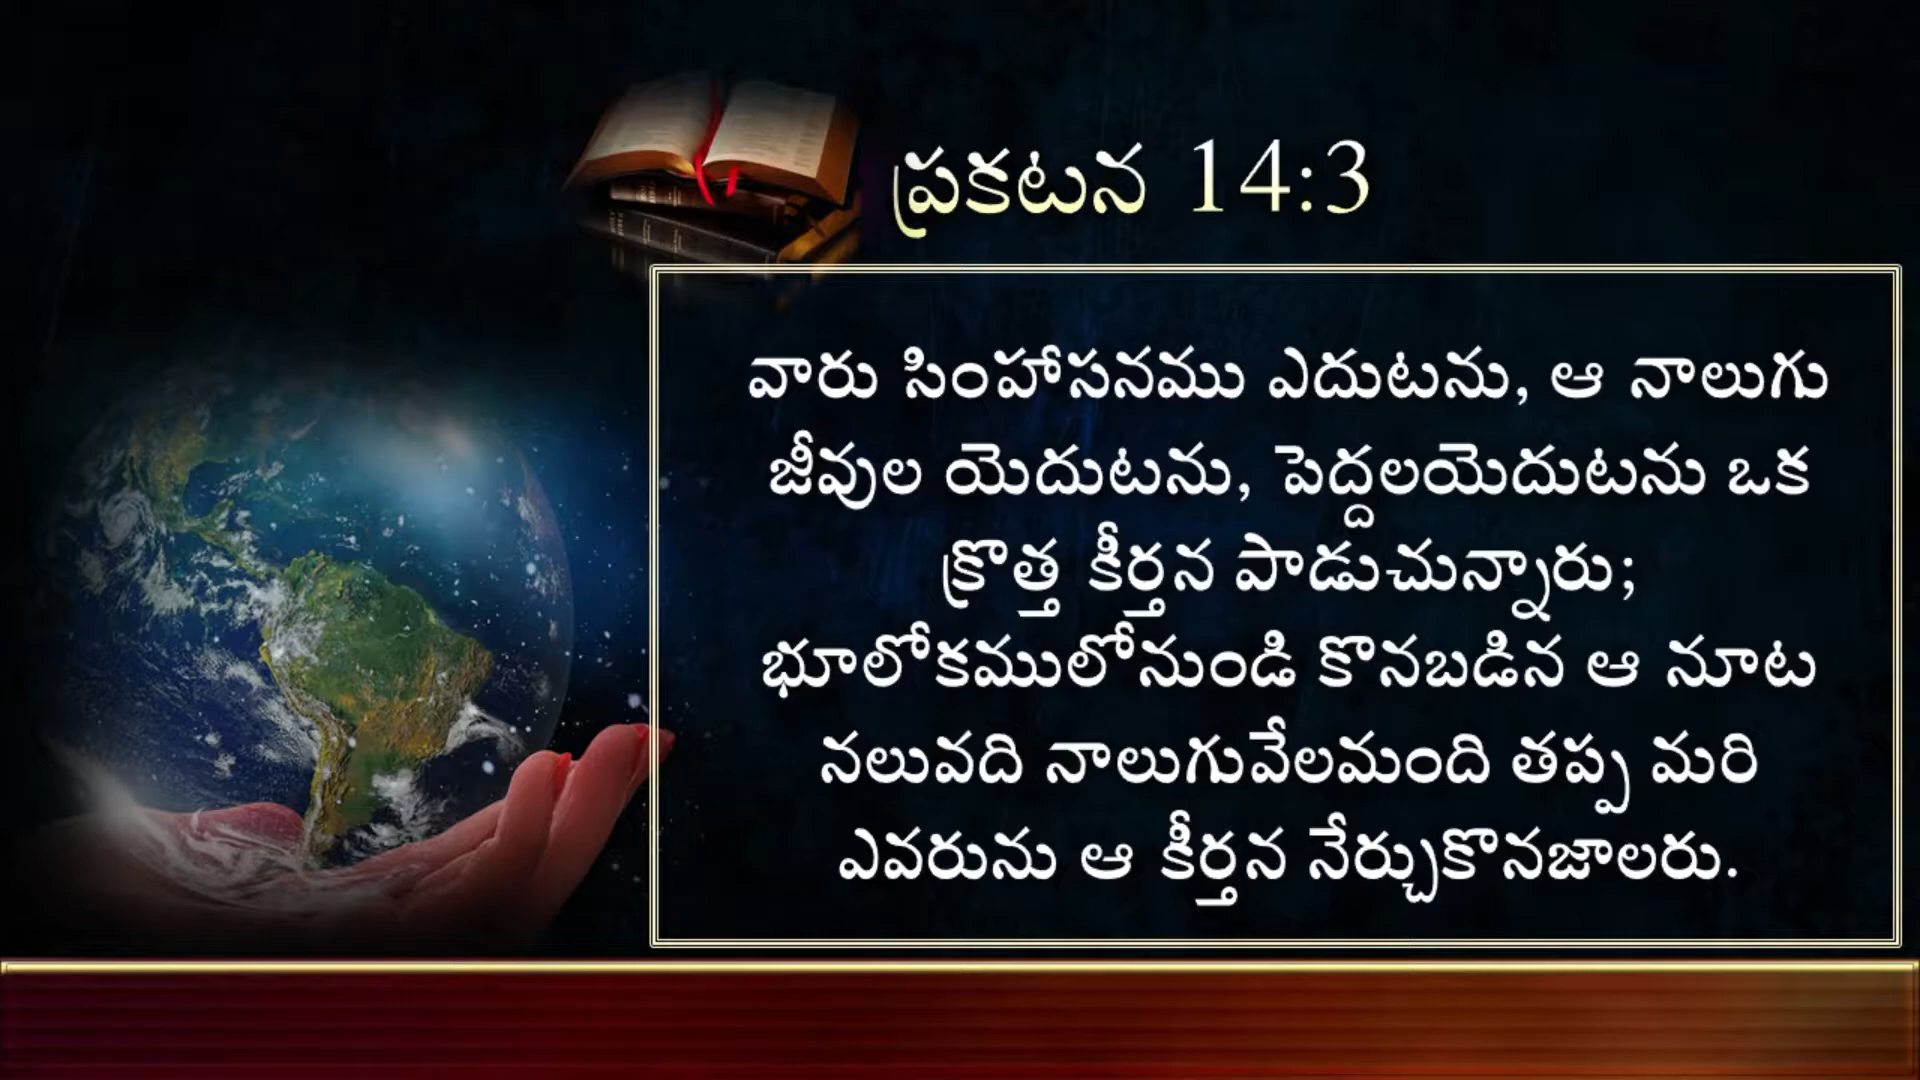 ప్రకటన 14:3
వారు సింహాసనము ఎదుటను, ఆ నాలుగు
జీవుల యెదుటను, పెద్దలయెదుటను ఒక
క్రొత్త కీర్తన పాడుచున్నారు;
భూలోకములోనుండి కొనబడిన ఆ నూట
నలువది నాలుగువేలమంది తప్ప మరి
ఎవరును ఆ కీర్తన నేర్చుకొనజాలరు.